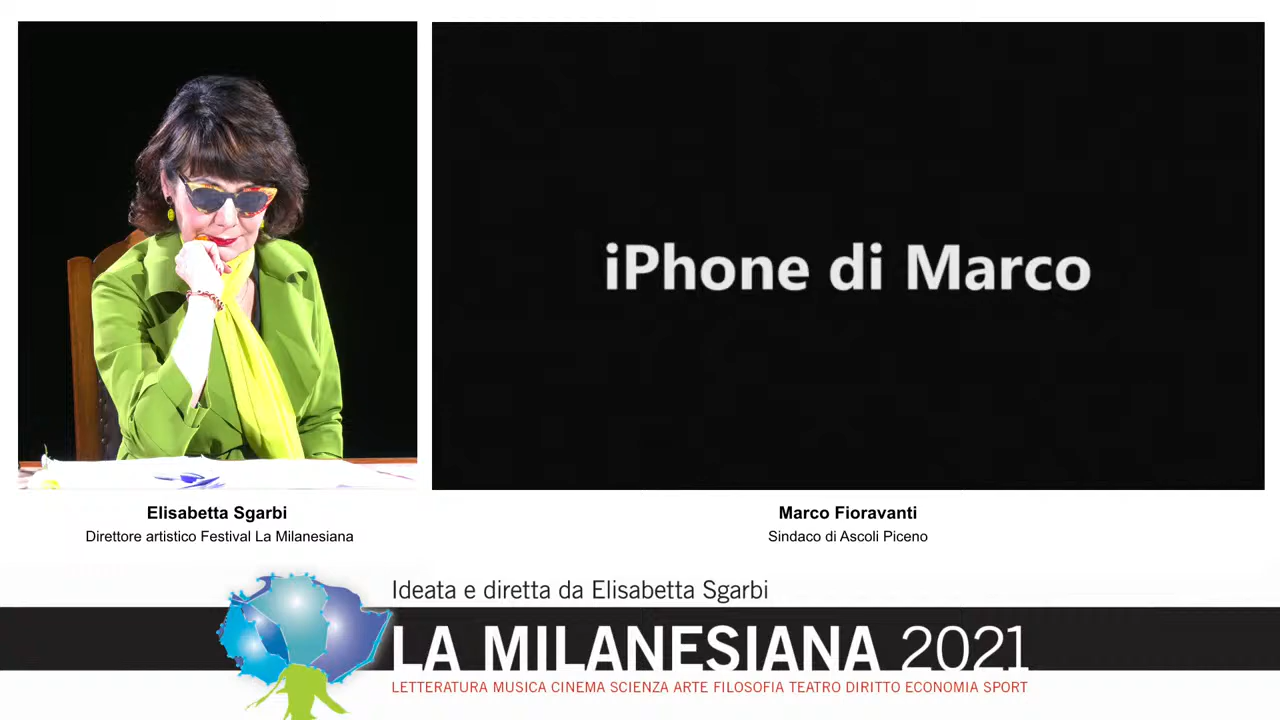 iPhone di Marco
Elisabetta Sgarbi
Direttore artistico Festival La Milanesiana
Marco Fioravanti
Sindaco di Ascoli Piceno
Ideata e diretta da Elisabetta Sgarbi
LA MILANESIANA 2021
LETTERATURA MUSICA CINEMA SCIENZA ARTE FILOSOFIA TEATRO DIRITTO ECONOMIA SPORT